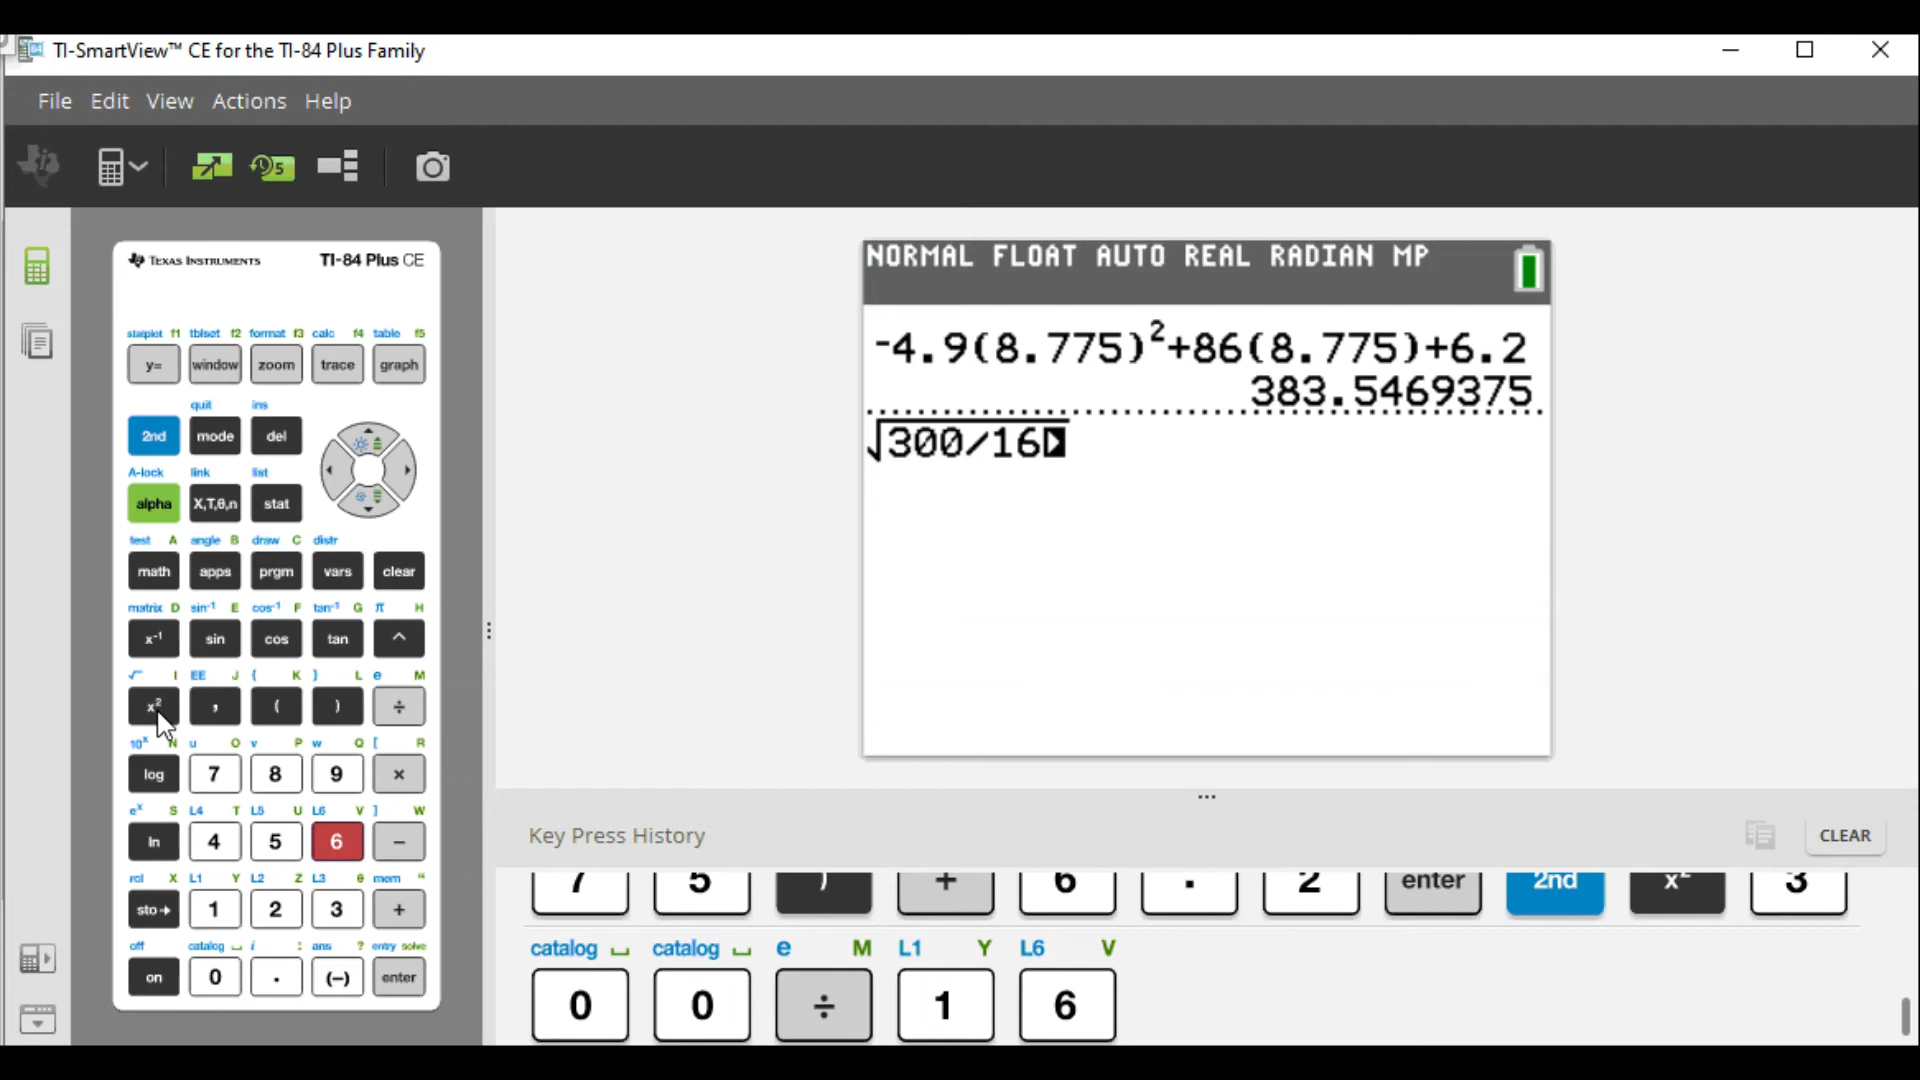 TI-SmartView™ CE for the TI-84 Plus Family
File Edit View Actions Help
5
TEXAS INSTRUMENTS TI-84 Plus CE
statplot f1 tblset f2 format f3 calc f4 table f5
y= window zoom trace graph
quit ins
2nd mode del
A-lock link list
alpha X,T,θ,n stat
test A angle B draw C distr
math apps prgm vars clear
matrix D sin⁻¹ E cos⁻¹ F tan⁻¹ G π H
x⁻¹ sin cos tan ^
√ I EE J { K } L e M
x² , ( ) ÷
10ˣ N u O v P w Q [ R
log 7 8 9 ×
eˣ S L4 T L5 U L6 V ] W
ln 4 5 6 −
rcl X L1 Y L2 Z L3 θ mem "
sto→ 1 2 3 +
off catalog ⎵ i : ans ? entry solve
on 0 . (−) enter
NORMAL FLOAT AUTO REAL RADIAN MP
-4.9(8.775)²+86(8.775)+6.2
383.5469375
√300/16
Key Press History CLEAR
7 5 ) + 6 . 2 enter 2nd x² 3
catalog ⎵ catalog ⎵ e M L1 Y L6 V
0 0 ÷ 1 6